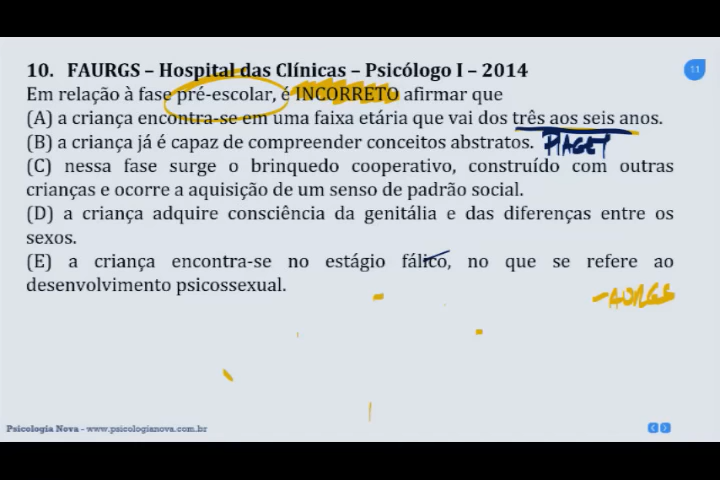 11
10. FAURGS – Hospital das Clínicas – Psicólogo I – 2014
Em relação à fase pré-escolar, é INCORRETO afirmar que
(A) a criança encontra-se em uma faixa etária que vai dos três aos seis anos.
(B) a criança já é capaz de compreender conceitos abstratos. PIAGET
(C) nessa fase surge o brinquedo cooperativo, construído com outras
crianças e ocorre a aquisição de um senso de padrão social.
(D) a criança adquire consciência da genitália e das diferenças entre os
sexos.
(E) a criança encontra-se no estágio fálico, no que se refere ao
desenvolvimento psicossexual.
Psicologia Nova - www.psicologianova.com.br